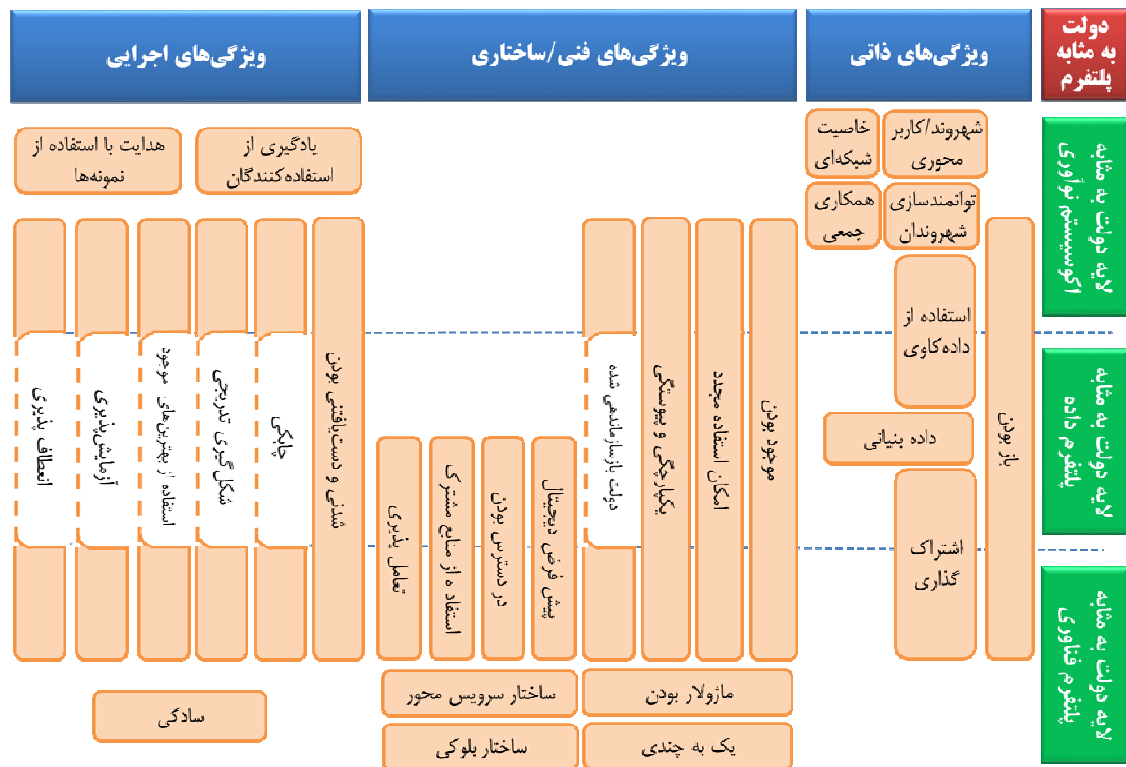 دولت
به مثابه
پلتفرم
ویژگی‌های ذاتی
ویژگی‌های فنی/ساختاری
ویژگی‌های اجرایی
لایه دولت به مثابه
اکوسیستم نوآوری
لایه دولت به مثابه
پلتفرم داده
لایه دولت به مثابه
پلتفرم فناوری
شهروند/کاربر
محوری
خاصیت
شبکه‌ای
توانمندسازی
شهروندان
همکاری
جمعی
باز بودن
استفاده از
داده‌کاوی
داده بنیانی
اشتراک
گذاری
موجود بودن
امکان استفاده مجدد
یکپارچگی و پیوستگی
دولت بازسازماندهی شده
پیش فرض دیجیتال
در دسترس بودن
استفاده از منابع مشترک
تعامل پذیری
ماژولار بودن
ساختار سرویس محور
یک به چندی
ساختار بلوکی
یادگیری از
استفاده‌کنندگان
هدایت با استفاده از
نمونه‌ها
شدنی و دست‌یافتنی بودن
چابکی
شکل‌گیری تدریجی
استفاده از بهترین‌های موجود
آزمایش‌پذیری
انعطاف پذیری
سادگی